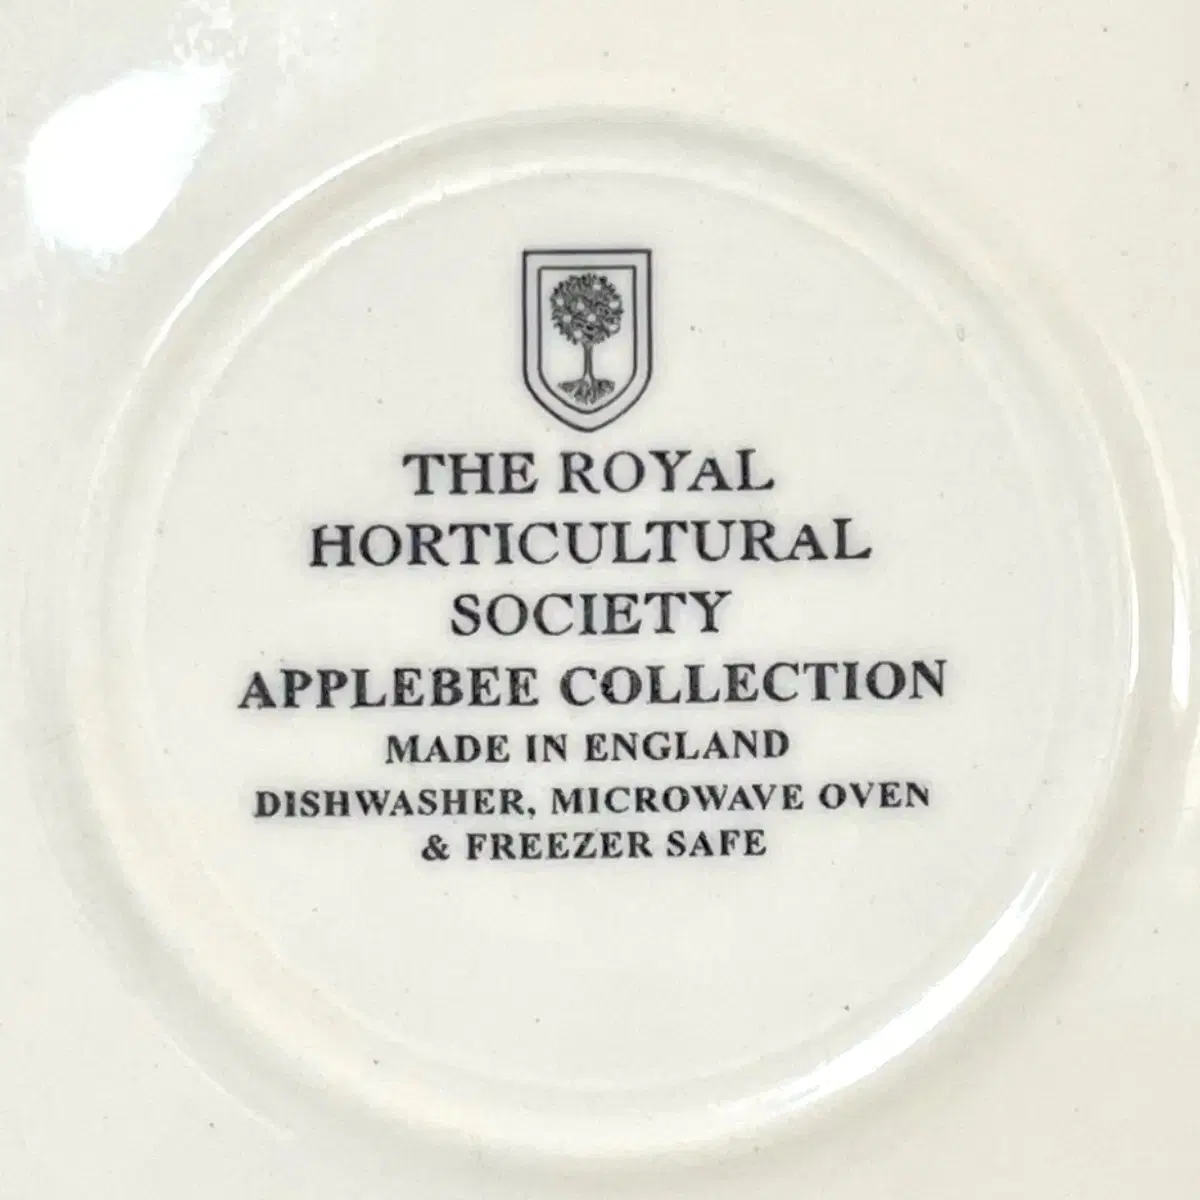 THE ROYAL
HORTICULTURAL
SOCIETY
APPLEBEE COLLECTION
MADE IN ENGLAND
DISHWASHER, MICROWAVE OVEN
& FREEZER SAFE